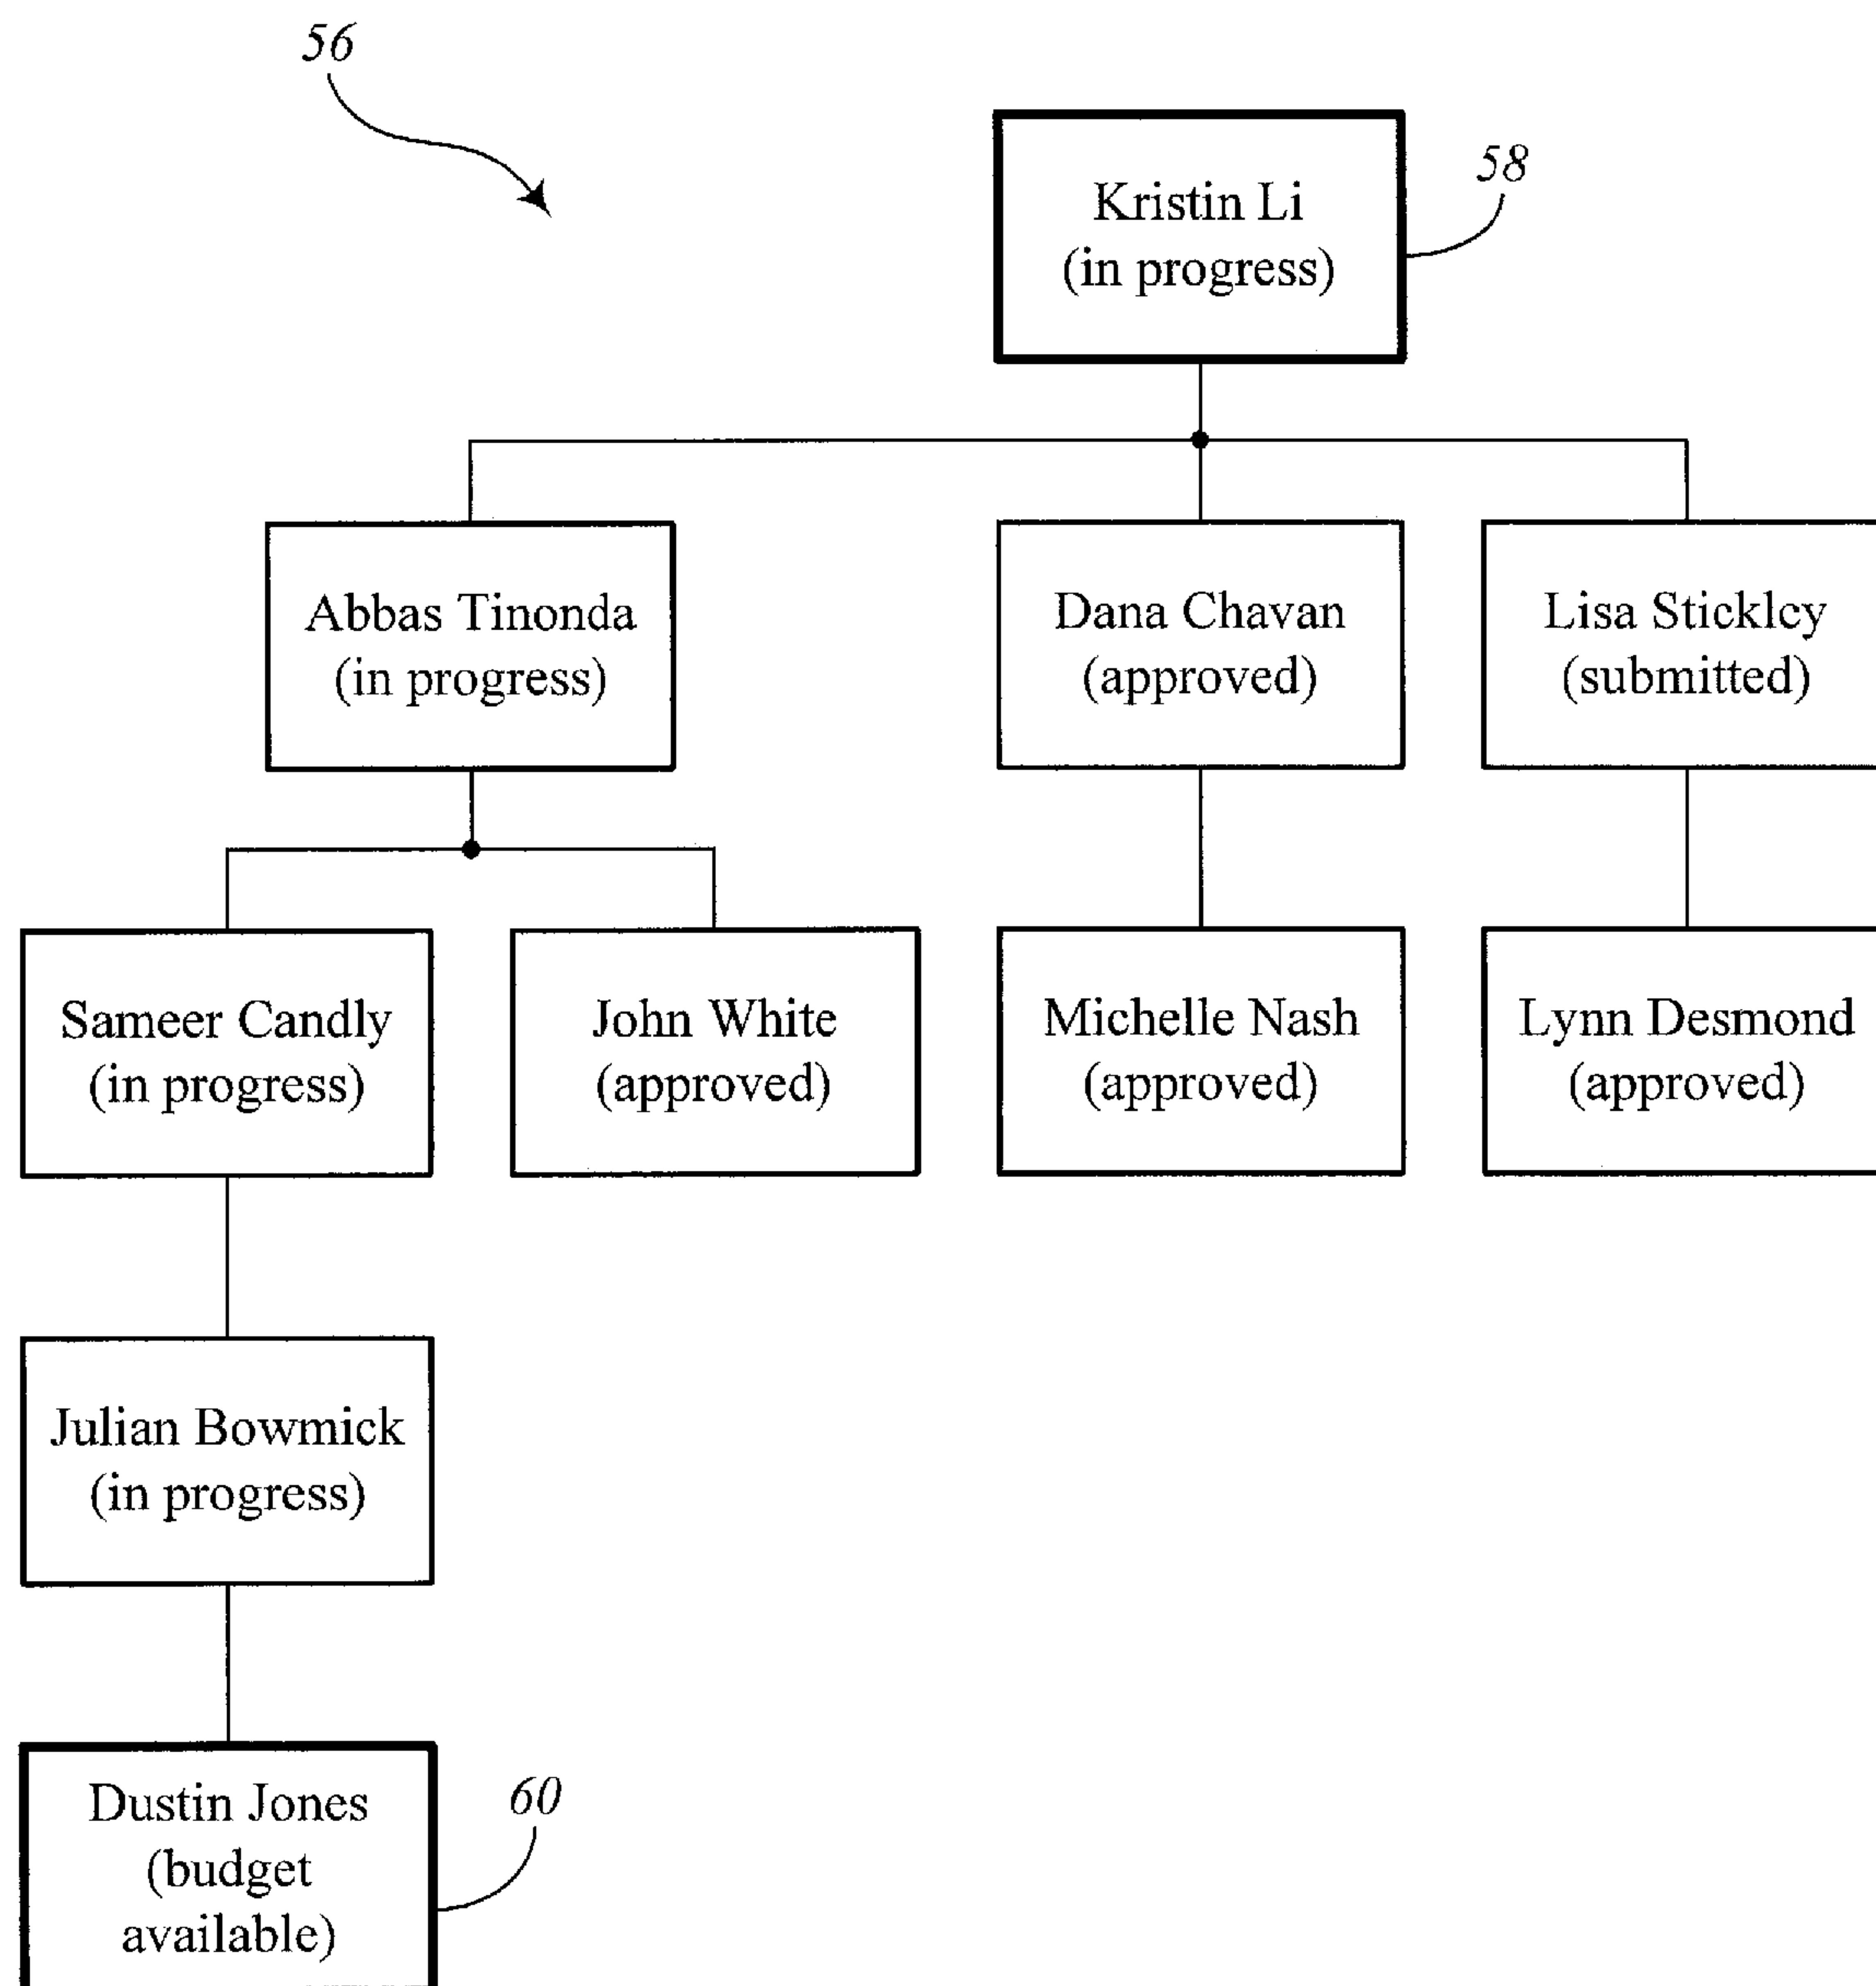 56
Kristin Li
(in progress)
58
Abbas Tinonda
(in progress)
Dana Chavan
(approved)
Lisa Stickley
(submitted)
Sameer Candly
(in progress)
John White
(approved)
Michelle Nash
(approved)
Lynn Desmond
(approved)
Julian Bowmick
(in progress)
Dustin Jones
(budget
available)
60